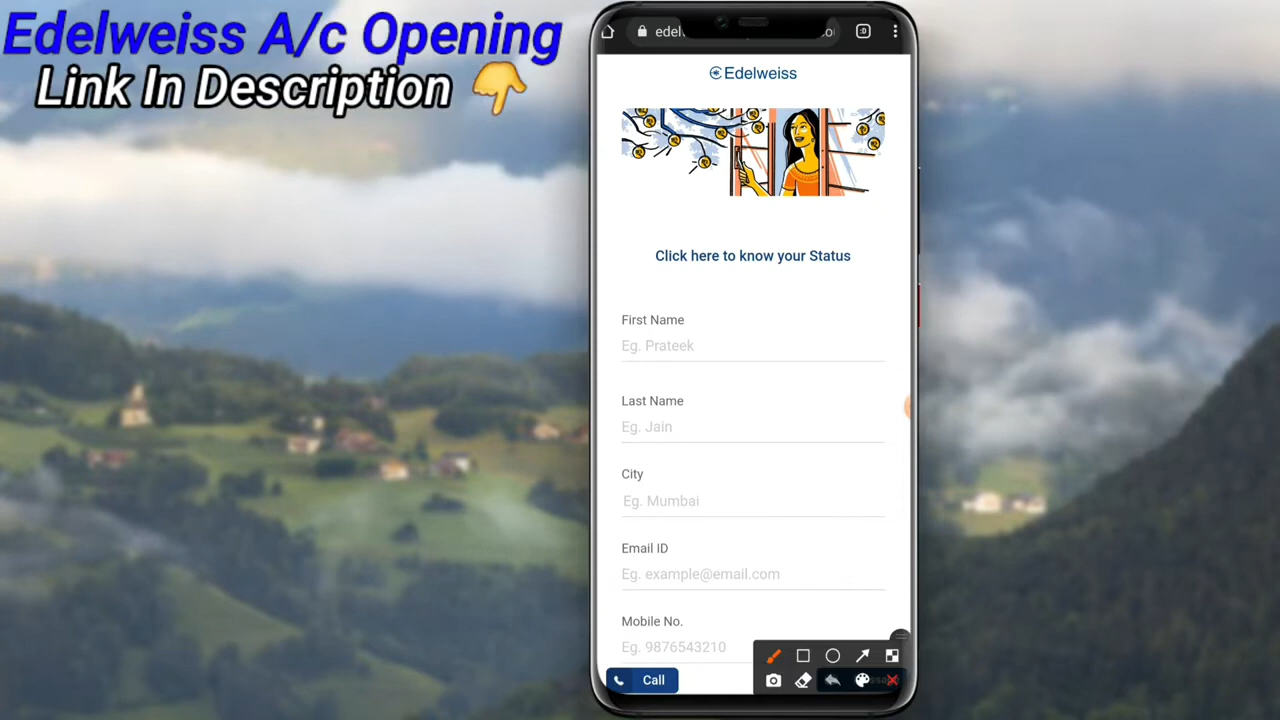 Edelweiss A/c Opening
Link In Description
Edelweiss
Click here to know your Status
First Name
Eg. Prateek
Last Name
Eg. Jain
City
Eg. Mumbai
Email ID
Eg. example@email.com
Mobile No.
Eg. 9876543210
Call